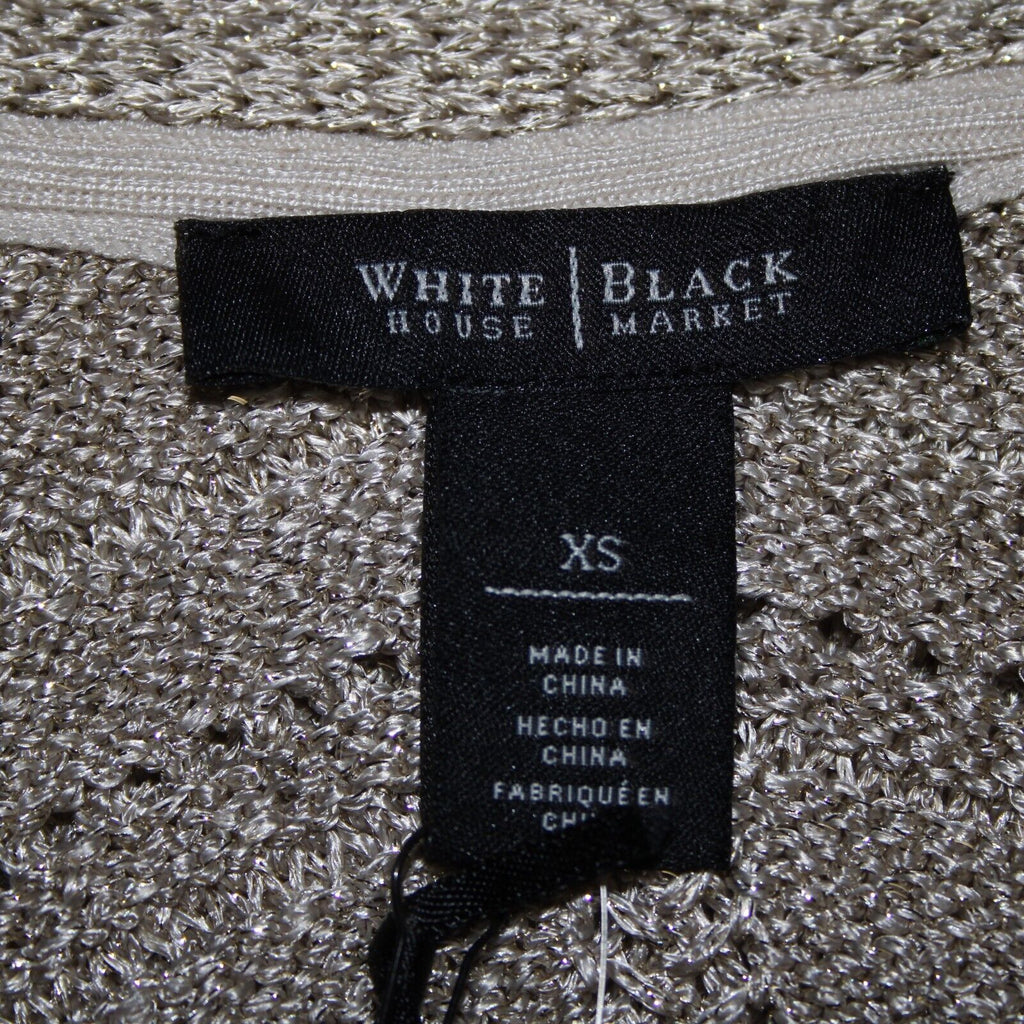 WHITE | BLACK
HOUSE | MARKET
XS
MADE IN
CHINA
HECHO EN
CHINA
FABRIQUÉ EN